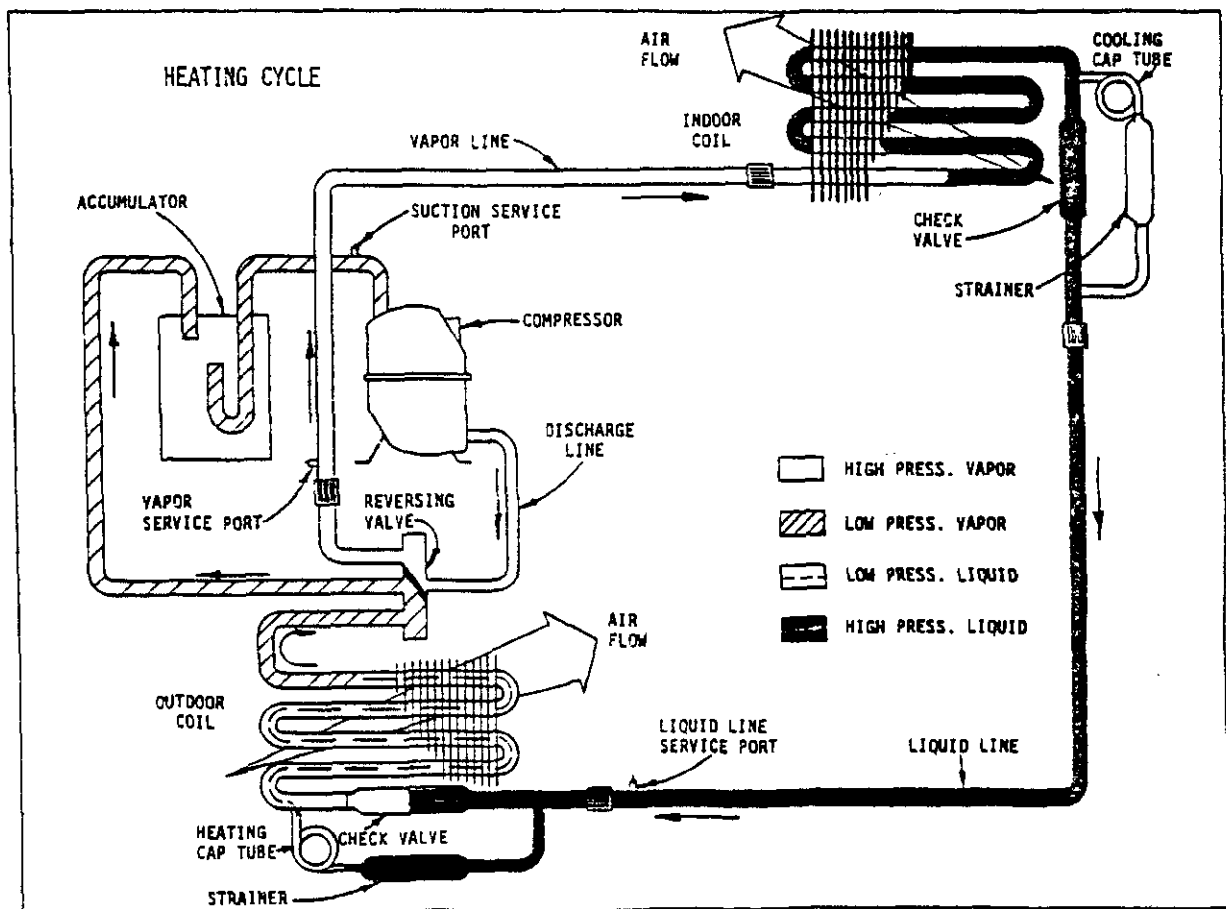 HEATING CYCLE
AIR
FLOW
COOLING
CAP TUBE
INDOOR
COIL
VAPOR LINE
ACCUMULATOR
SUCTION SERVICE
PORT
CHECK
VALVE
STRAINER
COMPRESSOR
DISCHARGE
LINE
VAPOR
SERVICE PORT
REVERSING
VALVE
HIGH PRESS. VAPOR
LOW PRESS. VAPOR
LOW PRESS. LIQUID
HIGH PRESS. LIQUID
AIR
FLOW
OUTDOOR
COIL
LIQUID LINE
SERVICE PORT
LIQUID LINE
HEATING
CAP TUBE
CHECK VALVE
STRAINER